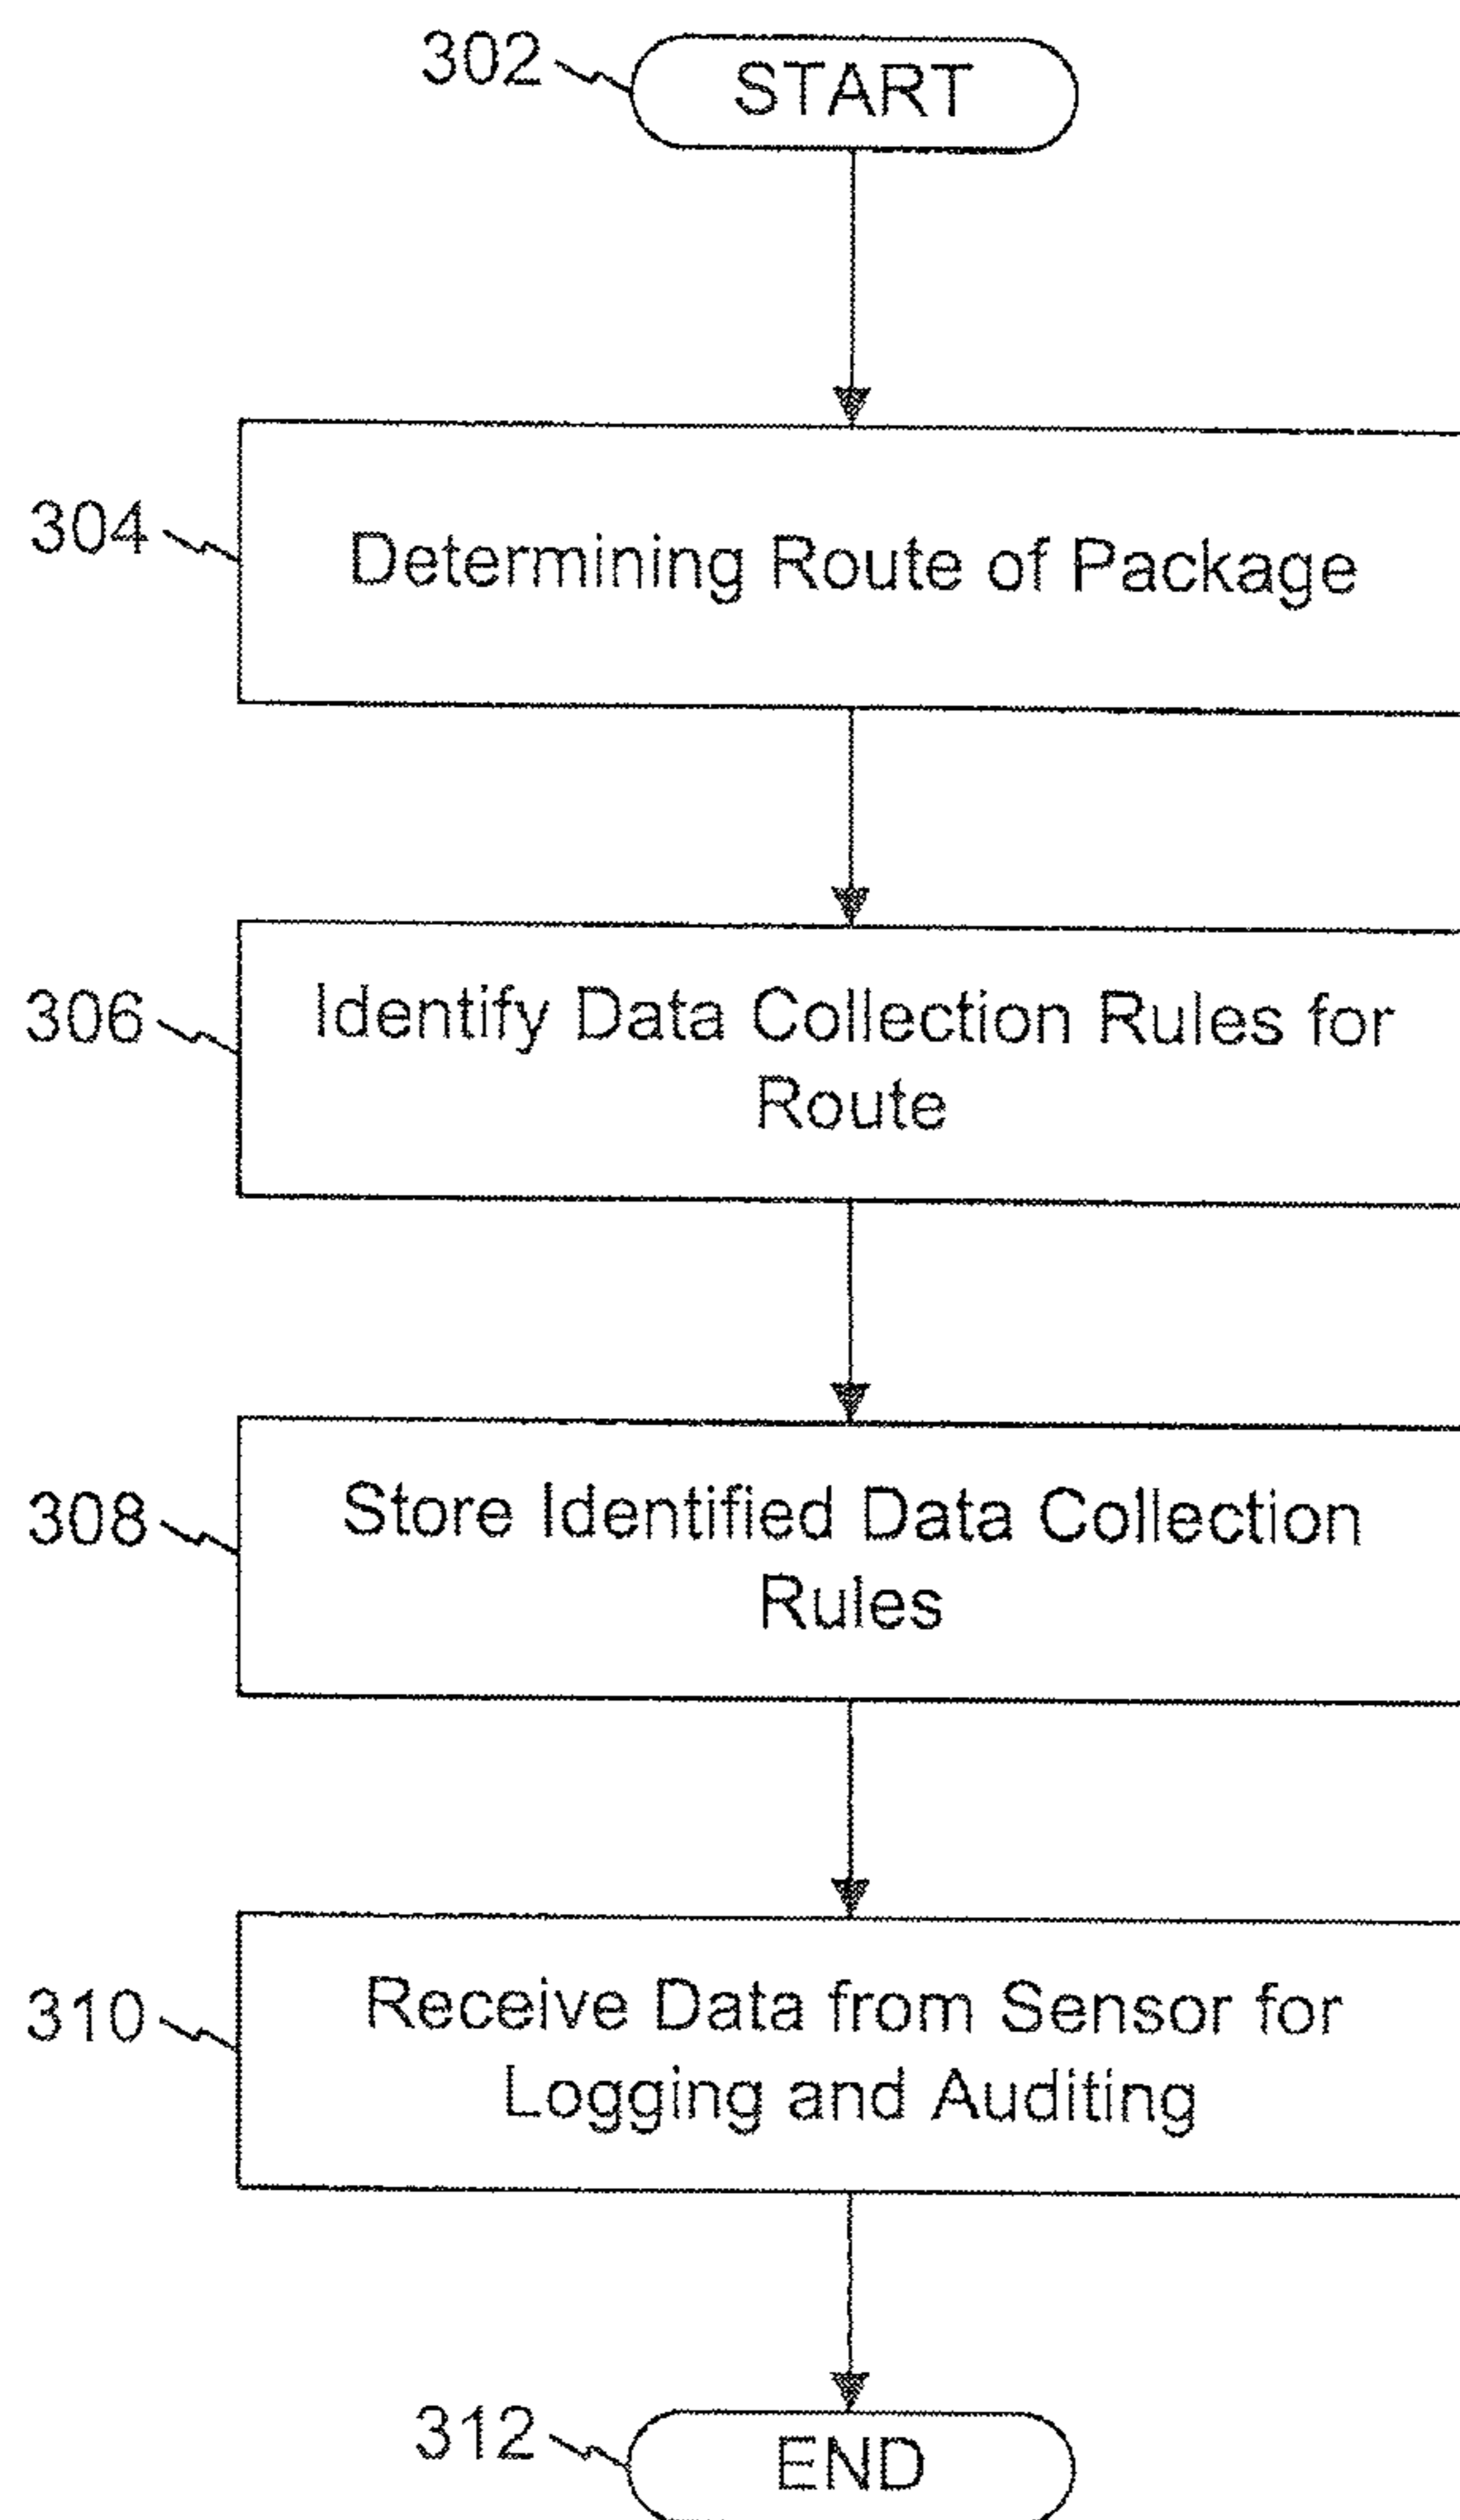 302
START
304
Determining Route of Package
306
Identify Data Collection Rules for
Route
308
Store Identified Data Collection
Rules
310
Receive Data from Sensor for
Logging and Auditing
312
END